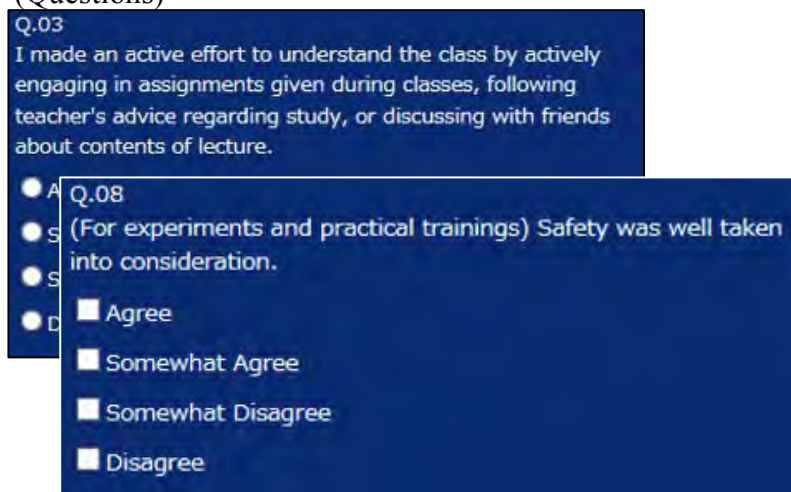 (Questions)
Q.03
I made an active effort to understand the class by actively
engaging in assignments given during classes, following
teacher's advice regarding study, or discussing with friends
about contents of lecture.
A
S
S
D
Q.08
(For experiments and practical trainings) Safety was well taken
into consideration.
Agree
Somewhat Agree
Somewhat Disagree
Disagree